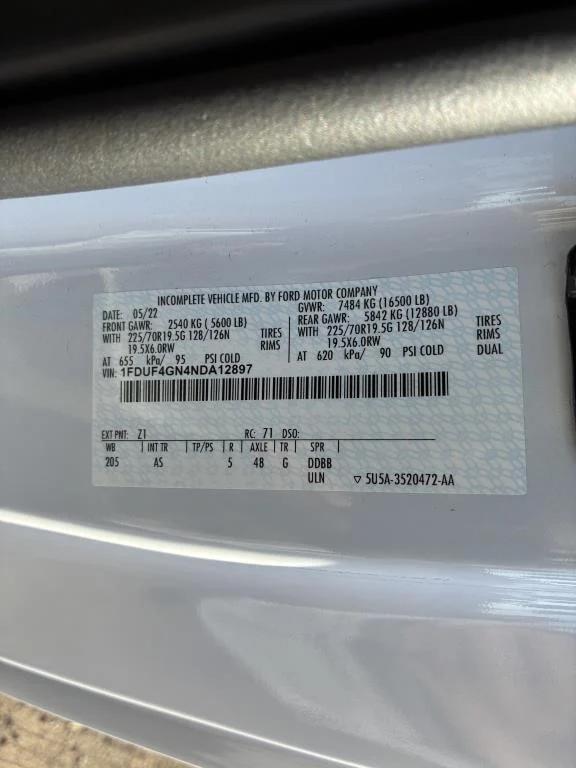 INCOMPLETE VEHICLE MFD. BY FORD MOTOR COMPANY
DATE: 05/22 GVWR: 7484 KG (16500 LB)
FRONT GAWR: 2540 KG ( 5600 LB) REAR GAWR: 5842 KG (12880 LB)
WITH 225/70R19.5G 128/126N TIRES WITH 225/70R19.5G 128/126N TIRES
19.5X6.0RW RIMS 19.5X6.0RW RIMS
AT 655 kPa/ 95 PSI COLD AT 620 kPa/ 90 PSI COLD DUAL
VIN: 1FDUF4GN4NDA12897
EXT PNT: Z1 RC: 71 DSO:
WB INT TR TP/PS R AXLE TR SPR
205 AS 5 48 G DDBB
ULN ▽ 5U5A-3520472-AA